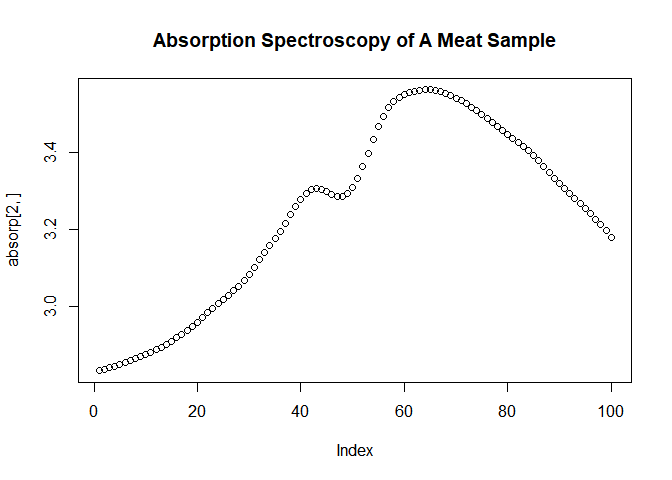 Absorption Spectroscopy of A Meat Sample
absorp[2, ]
3.4
3.2
3.0
0 20 40 60 80 100
Index